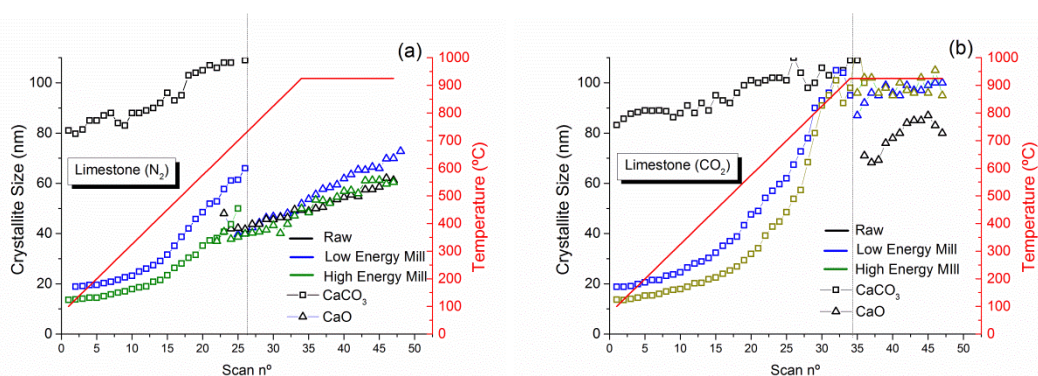 (a)
100
80
60
40
20
0
Crystallite Size (nm)
0 5 10 15 20 25 30 35 40 45 50
Scan nº
1000
900
800
700
600
500
400
300
200
100
0
Temperature (ºC)
Limestone (N2)
Raw
Low Energy Mill
High Energy Mill
CaCO3
CaO
(b)
100
80
60
40
20
0
Crystallite Size (nm)
0 5 10 15 20 25 30 35 40 45 50
Scan nº
1000
900
800
700
600
500
400
300
200
100
0
Temperature (ºC)
Limestone (CO2)
Raw
Low Energy Mill
High Energy MIll
CaCO3
CaO